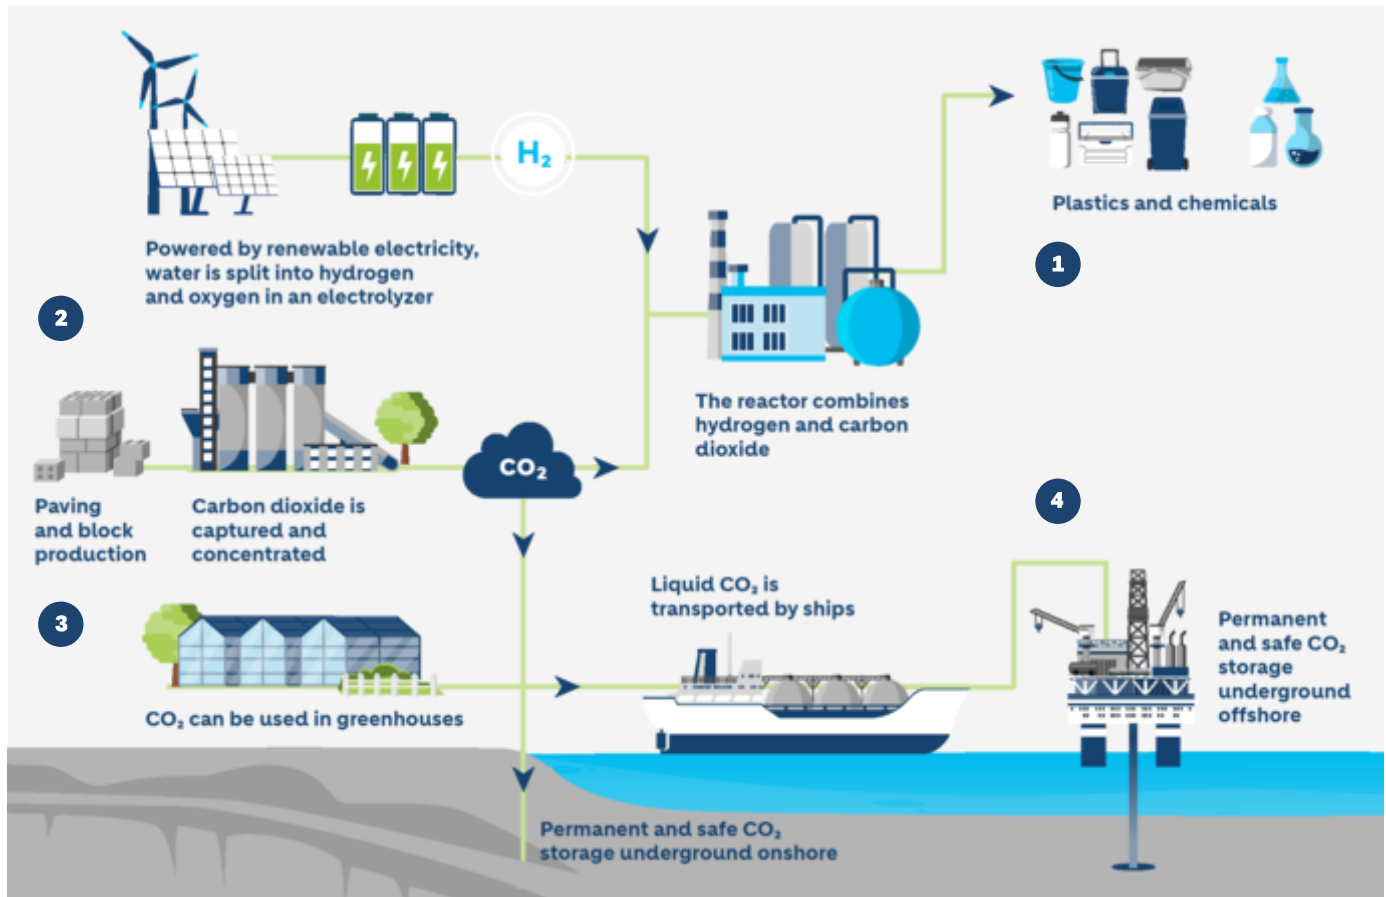 H₂
Powered by renewable electricity,
water is split into hydrogen
and oxygen in an electrolyzer
Plastics and chemicals
1
2
The reactor combines
hydrogen and carbon
dioxide
CO₂
Paving
and block
production
Carbon dioxide is
captured and
concentrated
4
3
Liquid CO₂ is
transported by ships
Permanent
and safe CO₂
storage
underground
offshore
CO₂ can be used in greenhouses
Permanent and safe CO₂
storage underground onshore